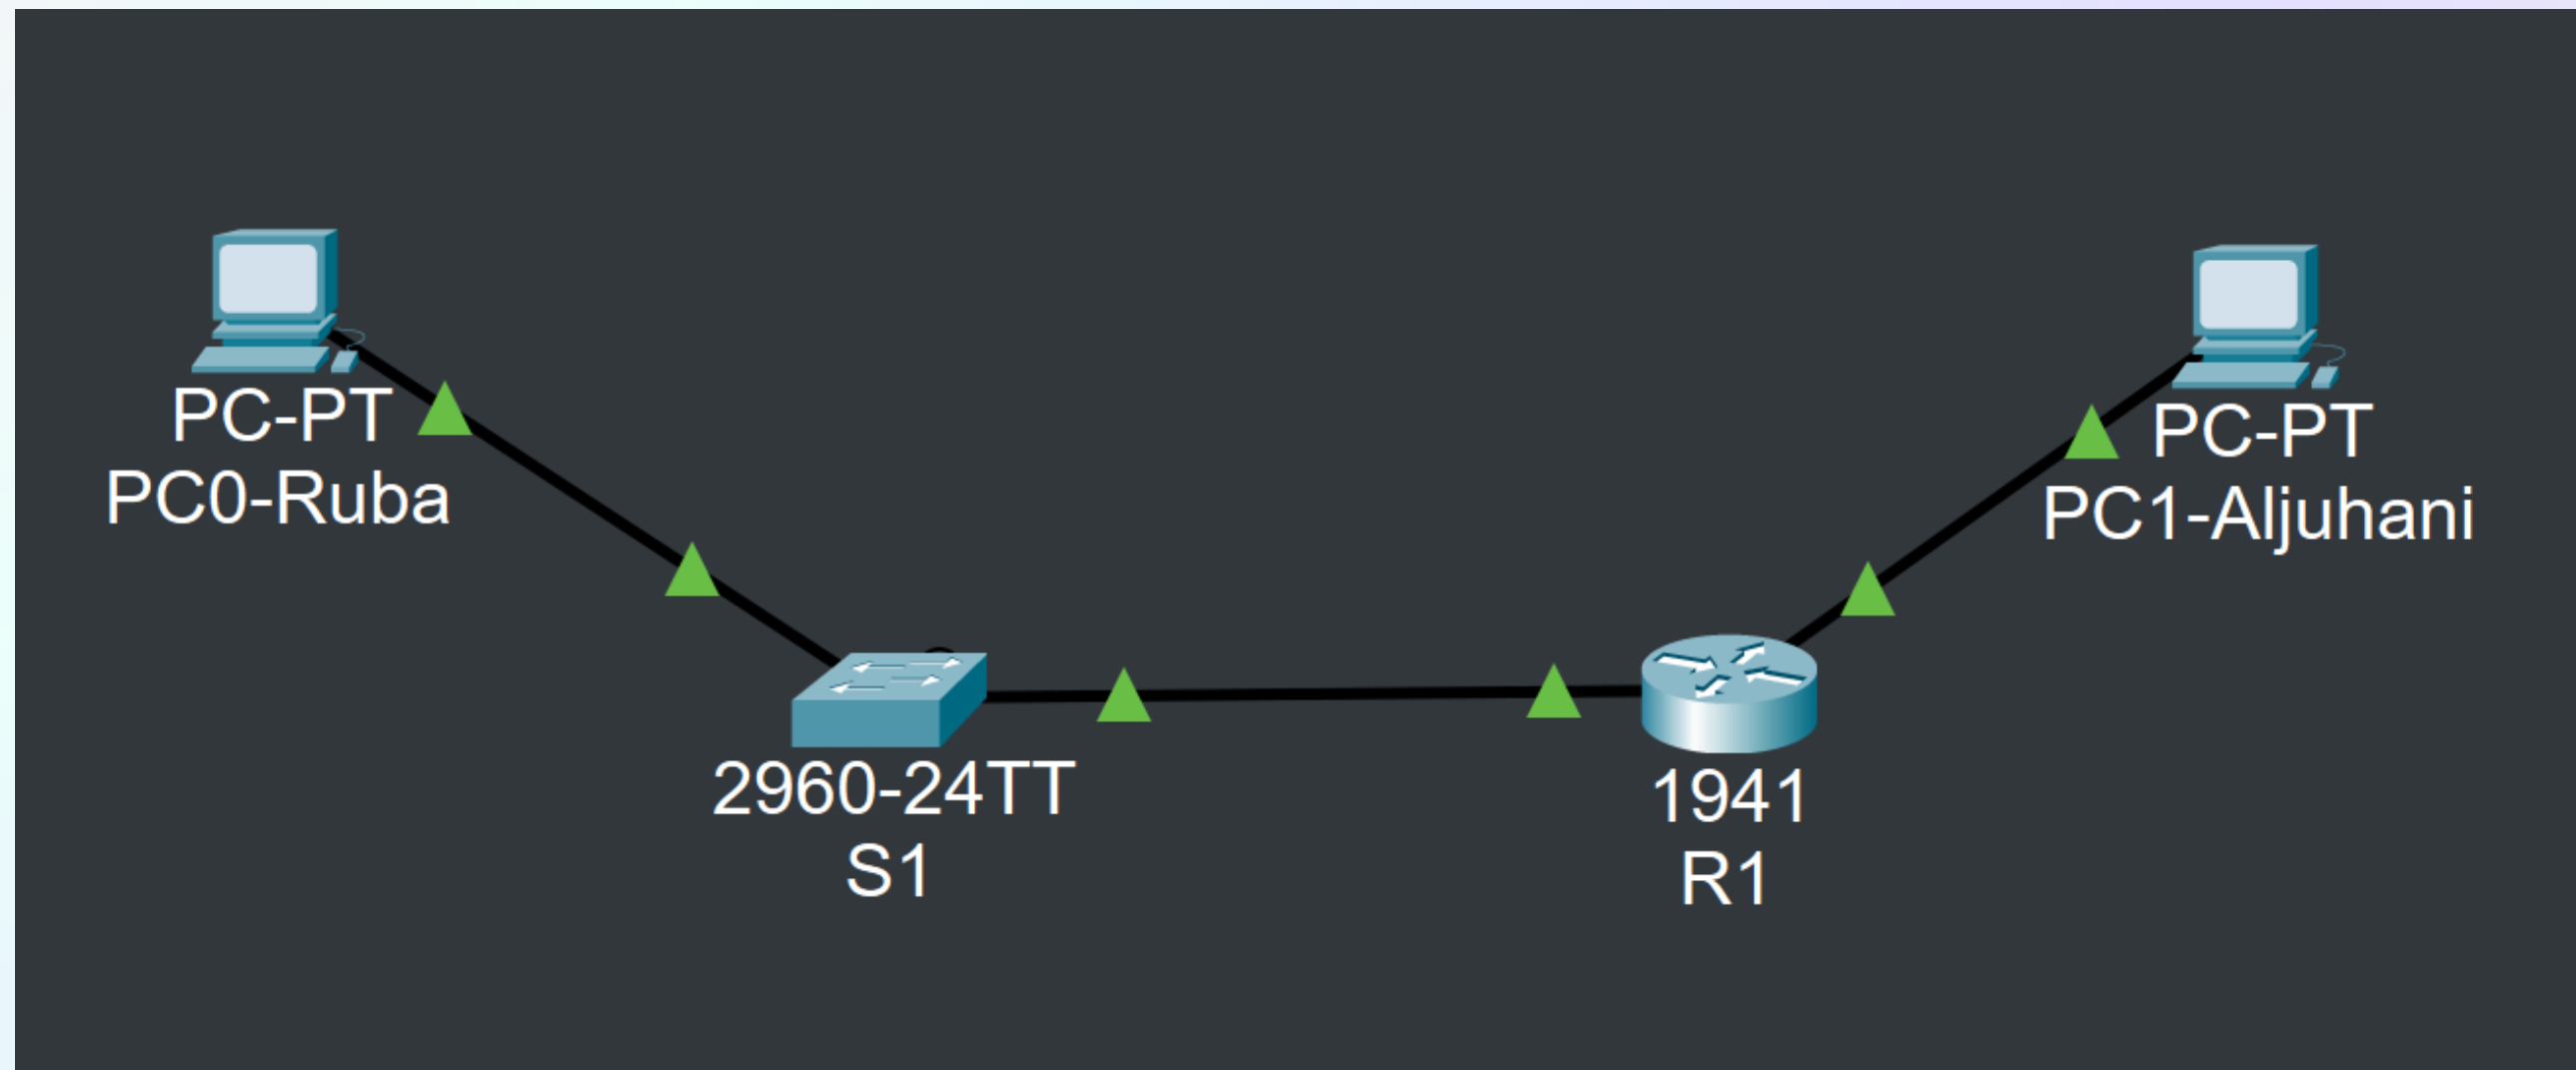 PC-PT
PC0-Ruba
PC-PT
PC1-Aljuhani
2960-24TT
S1
1941
R1